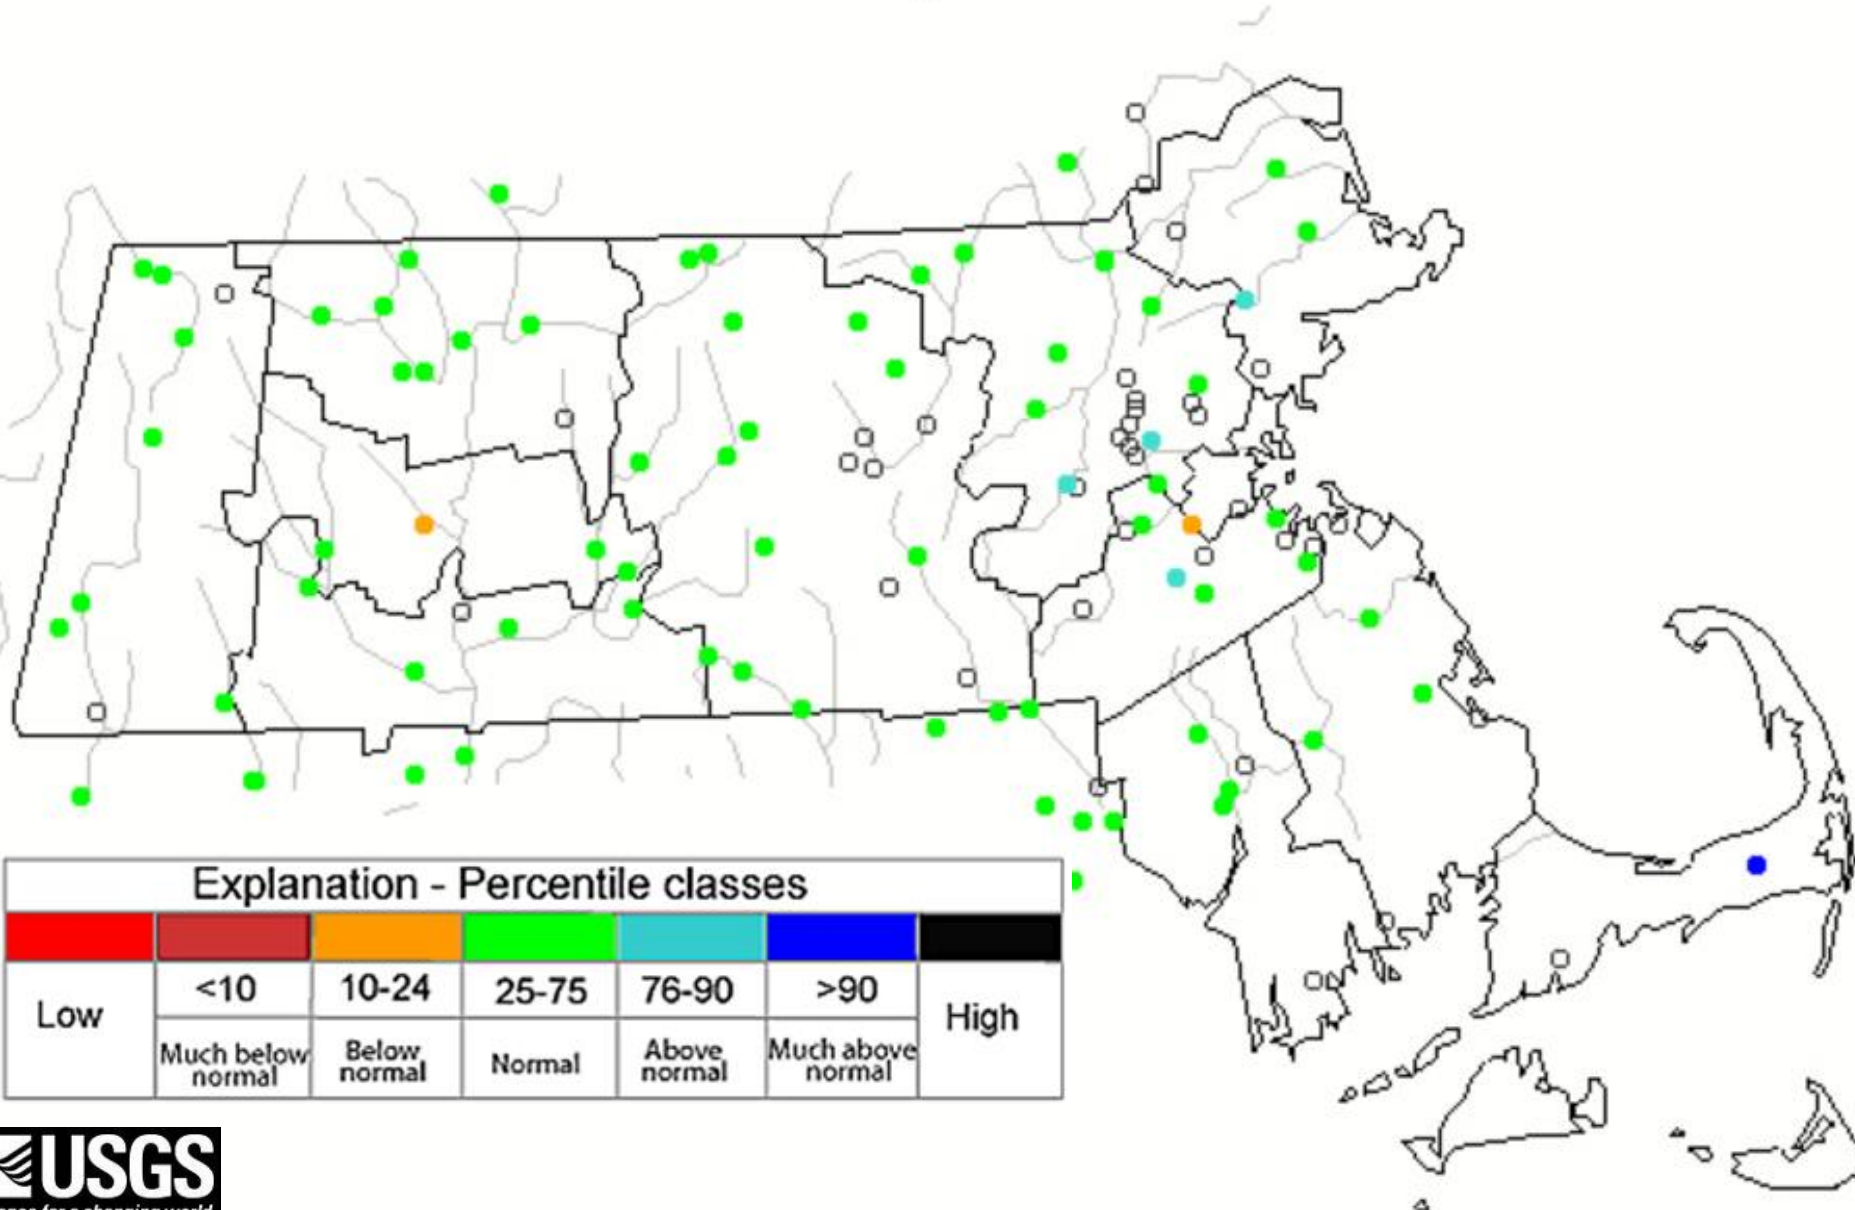 Explanation - Percentile classes
Low
<10
10-24
25-75
76-90
>90
High
Much below
normal
Below
normal
Normal
Above
normal
Much above
normal
USGS